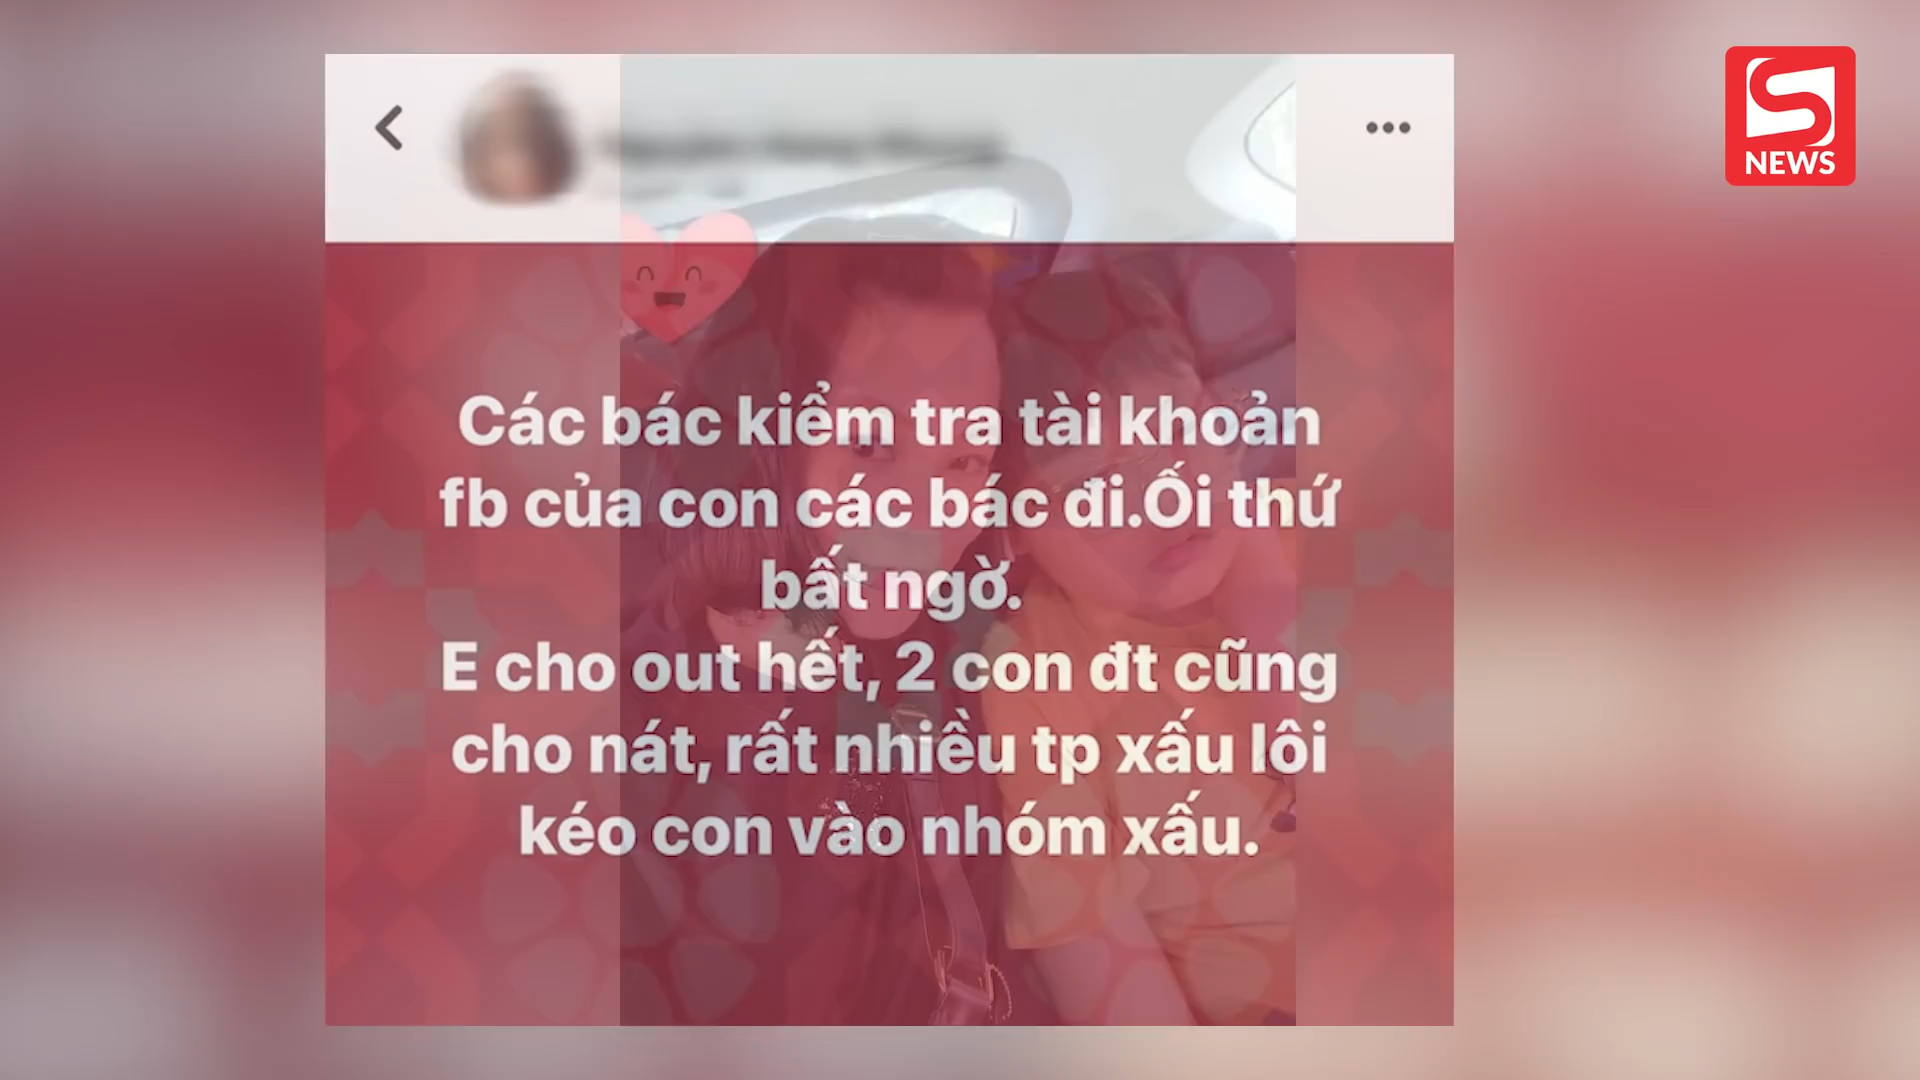 NEWS
Các bác kiểm tra tài khoản
fb của con các bác đi.Ối thứ
bất ngờ.
E cho out hết, 2 con đt cũng
cho nát, rất nhiều tp xấu lôi
kéo con vào nhóm xấu.